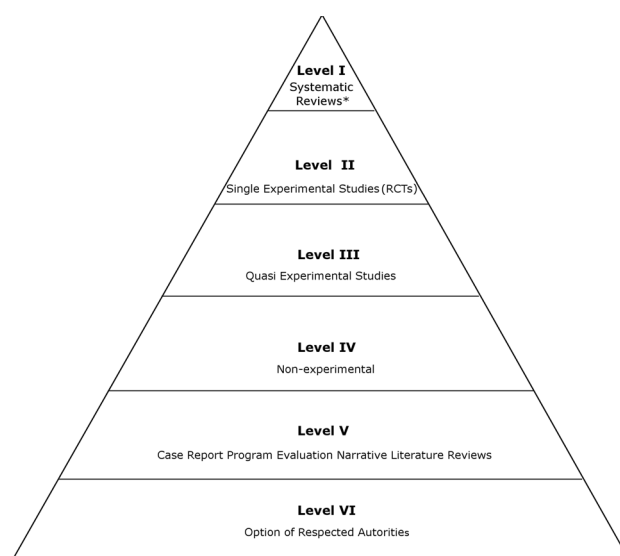 Level I
Systematic
Reviews*
Level II
Single Experimental Studies (RCTs)
Level III
Quasi Experimental Studies
Level IV
Non-experimental
Level V
Case Report Program Evaluation Narrative Literature Reviews
Level VI
Option of Respected Autorities